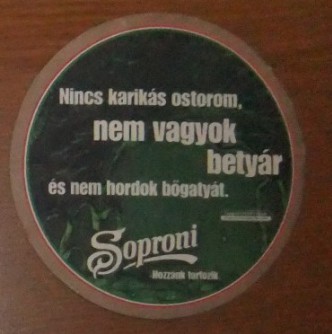 Nincs karikás ostorom,
nem vagyok
betyár
és nem hordok bőgatyát.
Soproni
Hozzánk tartozik